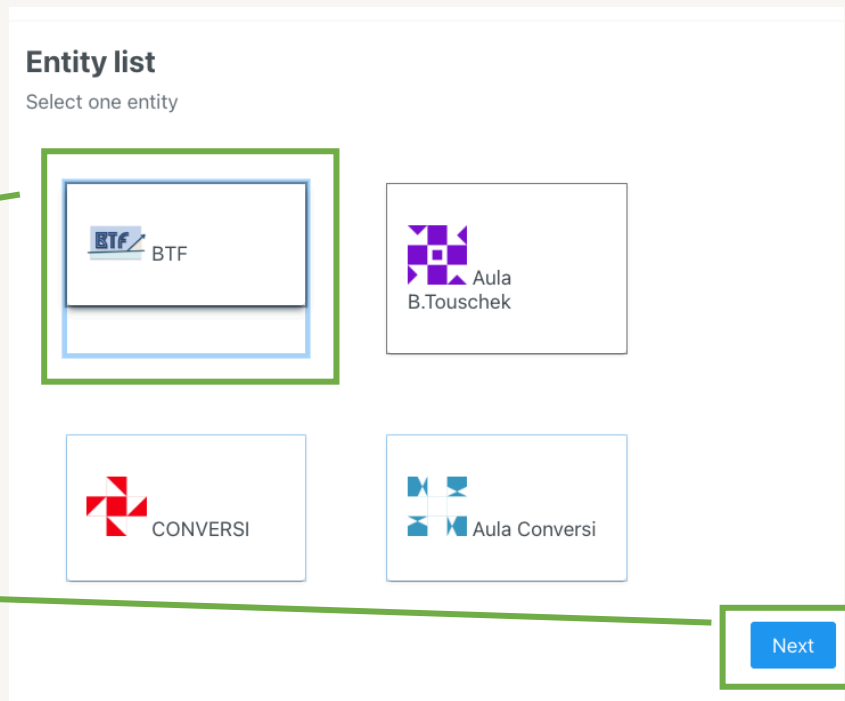 Entity list
Select one entity
BTF BTF
Aula
B.Touschek
CONVERSI
Aula Conversi
Next